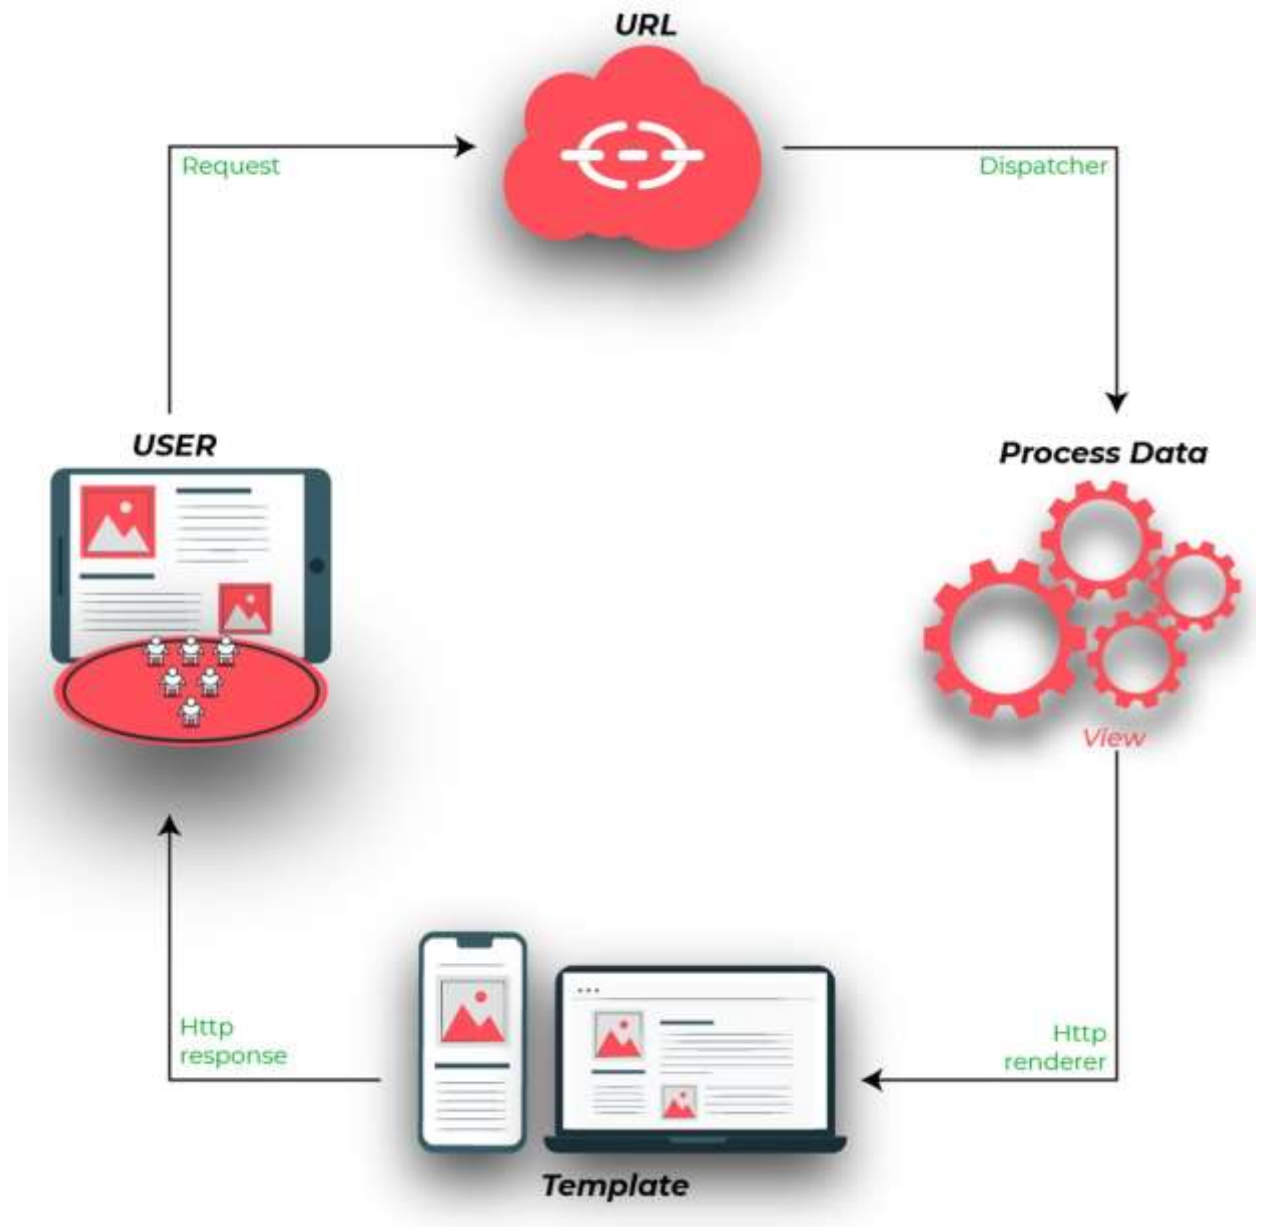 URL
Request
Dispatcher
USER
Process Data
View
Http
response
Http
renderer
Template